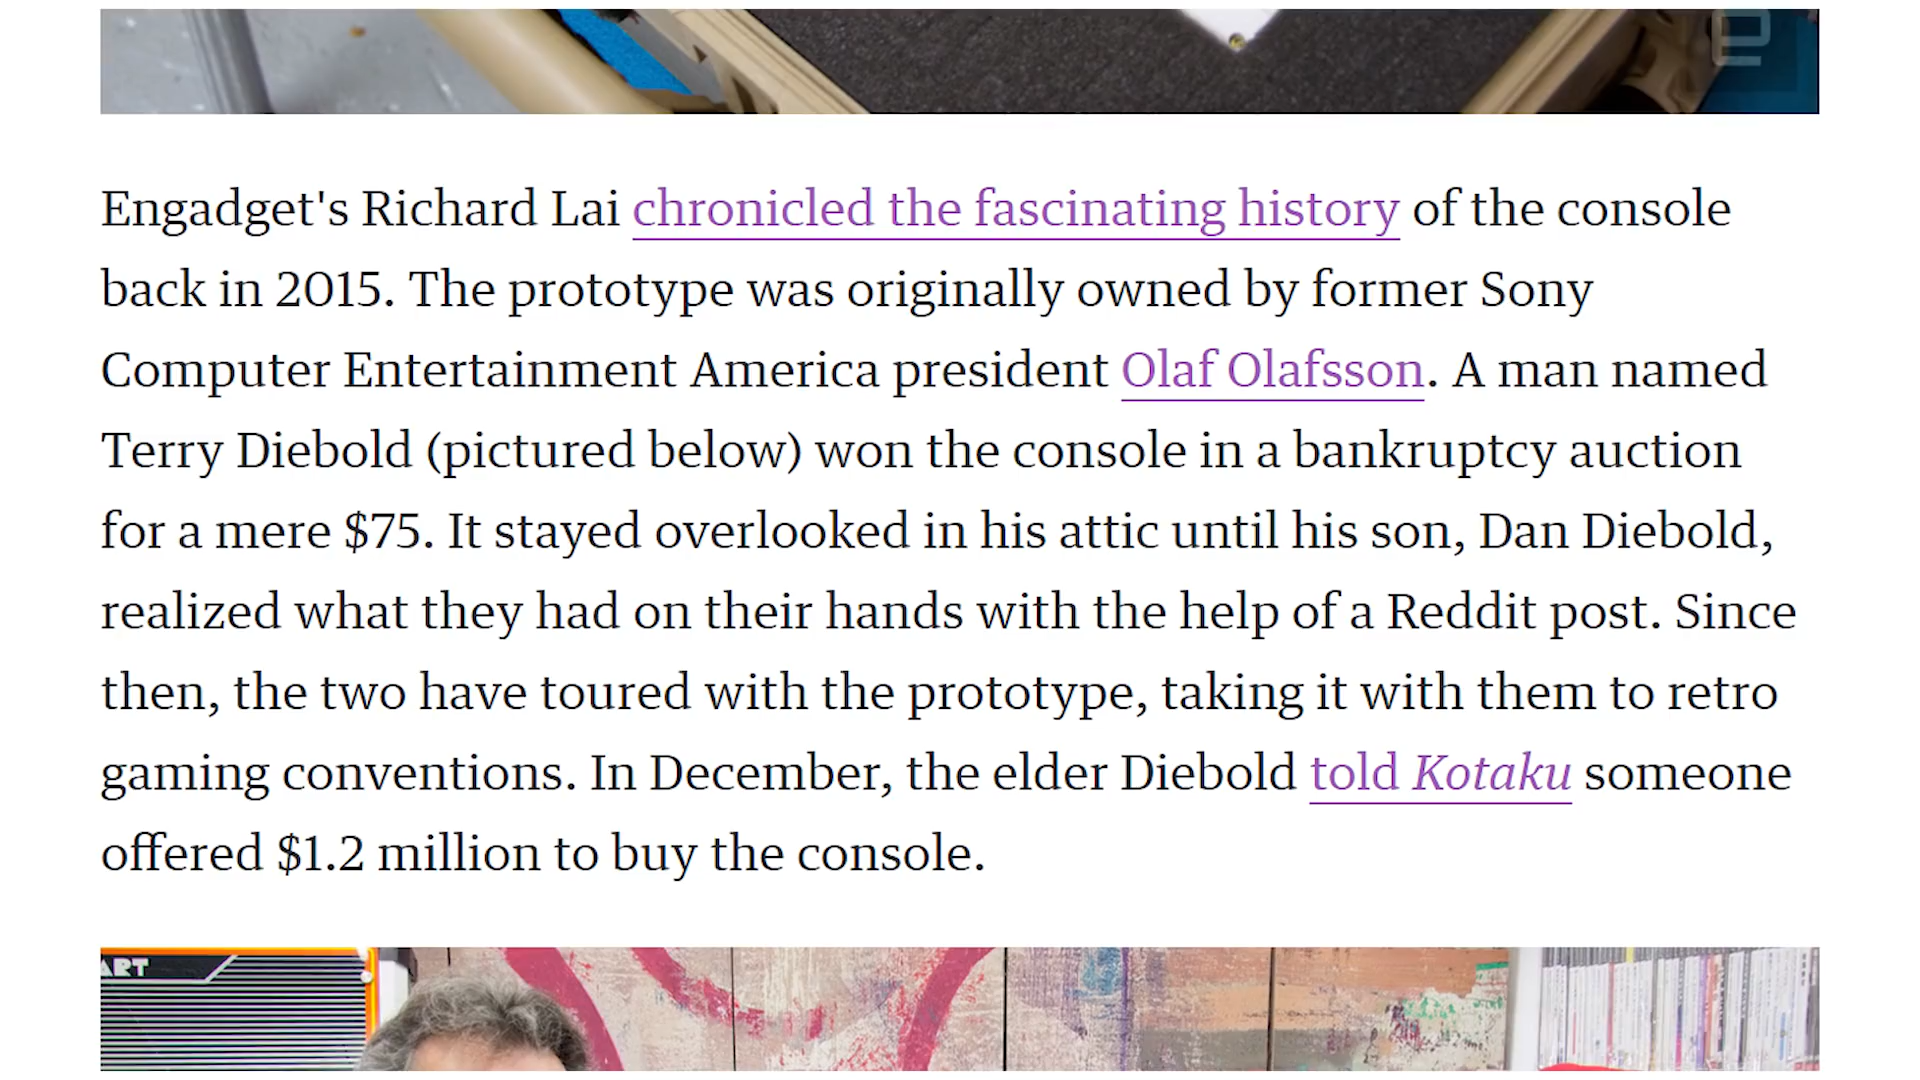 e
Engadget's Richard Lai chronicled the fascinating history of the console
back in 2015. The prototype was originally owned by former Sony
Computer Entertainment America president Olaf Olafsson. A man named
Terry Diebold (pictured below) won the console in a bankruptcy auction
for a mere $75. It stayed overlooked in his attic until his son, Dan Diebold,
realized what they had on their hands with the help of a Reddit post. Since
then, the two have toured with the prototype, taking it with them to retro
gaming conventions. In December, the elder Diebold told Kotaku someone
offered $1.2 million to buy the console.
ART